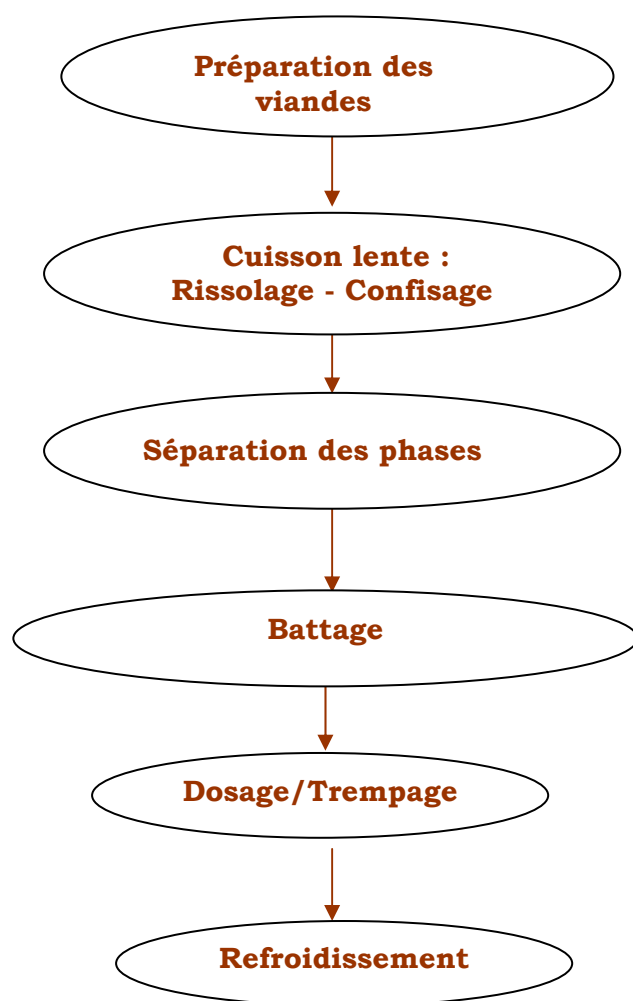 Préparation des
viandes
Cuisson lente :
Rissolage - Confisage
Séparation des phases
Battage
Dosage/Trempage
Refroidissement